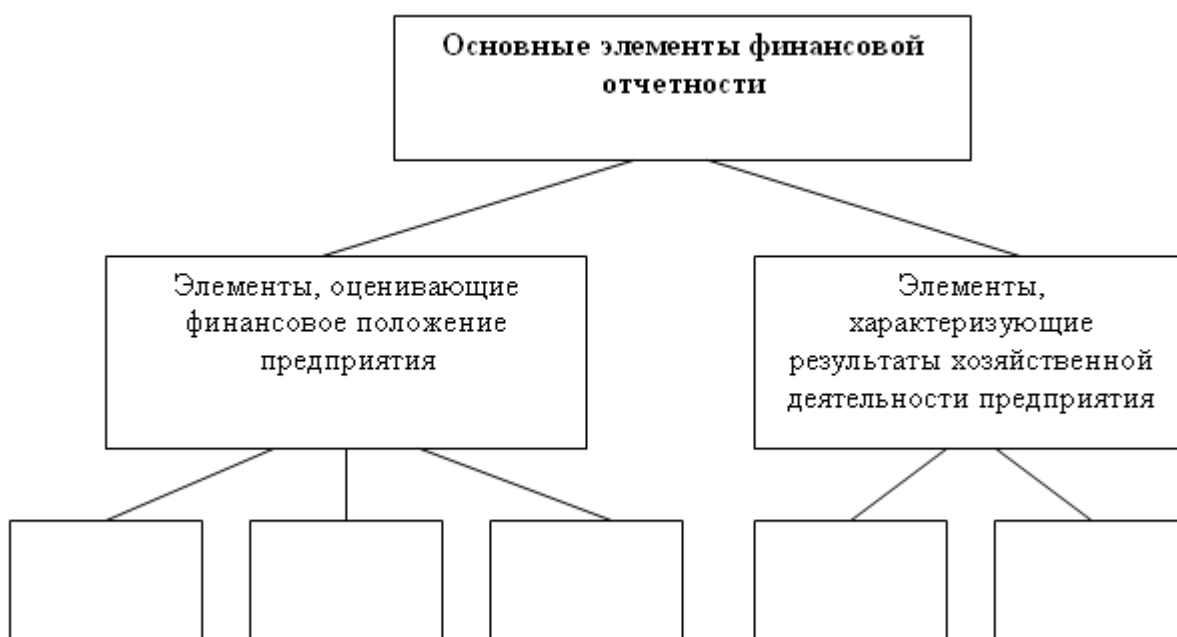 Основные элементы финансовой
отчетности
Элементы, оценивающие
финансовое положение
предприятия
Элементы,
характеризующие
результаты хозяйственной
деятельности предприятия